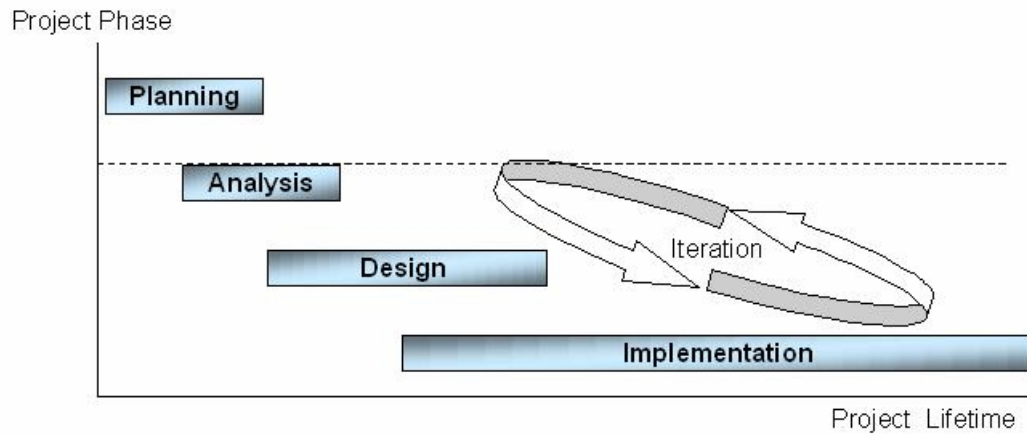 Project Phase
Planning
Analysis
Iteration
Design
Implementation
Project Lifetime